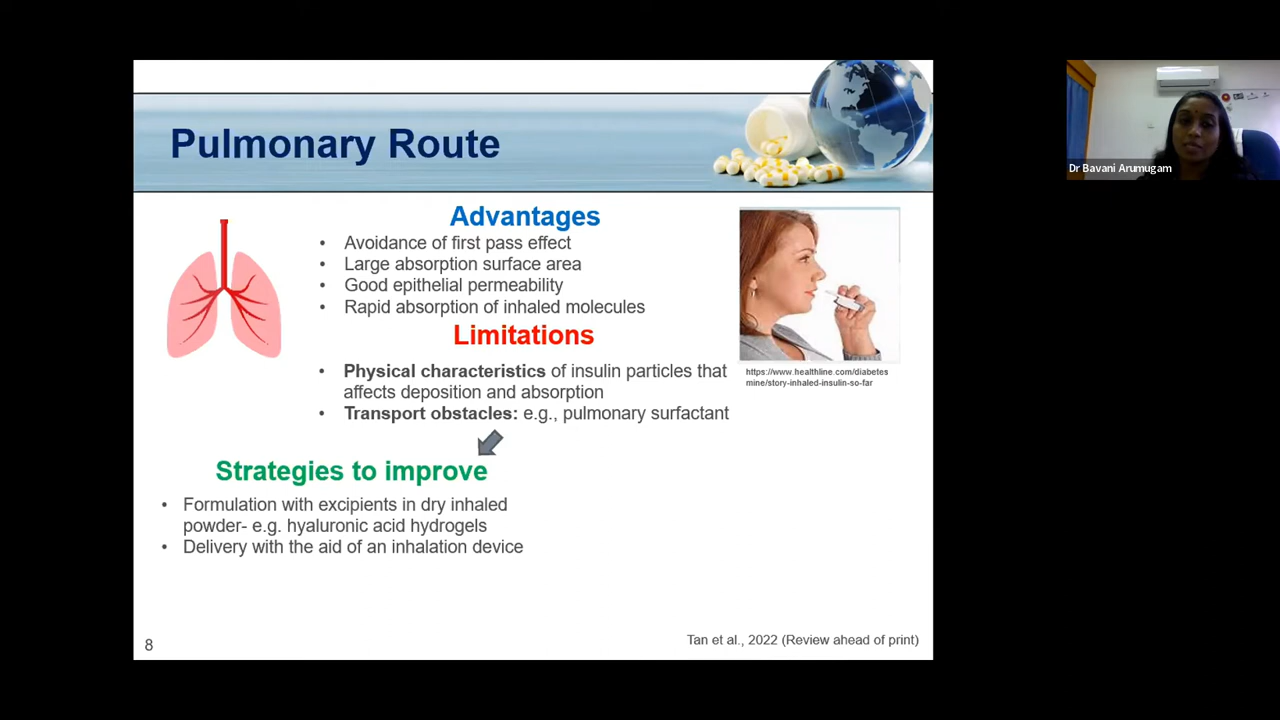 Pulmonary Route
Advantages
• Avoidance of first pass effect
• Large absorption surface area
• Good epithelial permeability
• Rapid absorption of inhaled molecules
Limitations
• Physical characteristics of insulin particles that
affects deposition and absorption
• Transport obstacles: e.g., pulmonary surfactant
https://www.healthline.com/diabetes
mine/story-inhaled-insulin-so-far
Strategies to improve
• Formulation with excipients in dry inhaled
powder- e.g. hyaluronic acid hydrogels
• Delivery with the aid of an inhalation device
8
Tan et al., 2022 (Review ahead of print)
Dr Bavani Arumugam